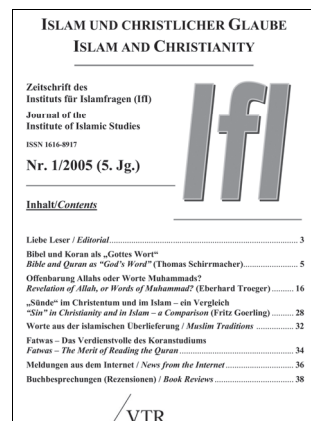 ISLAM UND CHRISTLICHER GLAUBE
ISLAM AND CHRISTIANITY
Zeitschrift des
Instituts für Islamfragen (IfI)
Journal of the
Institute of Islamic Studies
ISSN 1616-8917
Nr. 1/2005 (5. Jg.)
IfI
Inhalt/Contents
Liebe Leser / Editorial 3
Bibel und Koran als „Gottes Wort“
Bible and Quran as “God’s Word” (Thomas Schirrmacher) 5
Offenbarung Allahs oder Worte Muhammads?
Revelation of Allah, or Words of Muhammad? (Eberhard Troeger) 16
„Sünde“ im Christentum und im Islam – ein Vergleich
“Sin” in Christianity and in Islam – a Comparison (Fritz Goerling) 28
Worte aus der islamischen Überlieferung / Muslim Traditions 32
Fatwas – Das Verdienstvolle des Koranstudiums
Fatwas – The Merit of Reading the Quran 34
Meldungen aus dem Internet / News from the Internet 36
Buchbesprechungen (Rezensionen) / Book Reviews 38
VTR